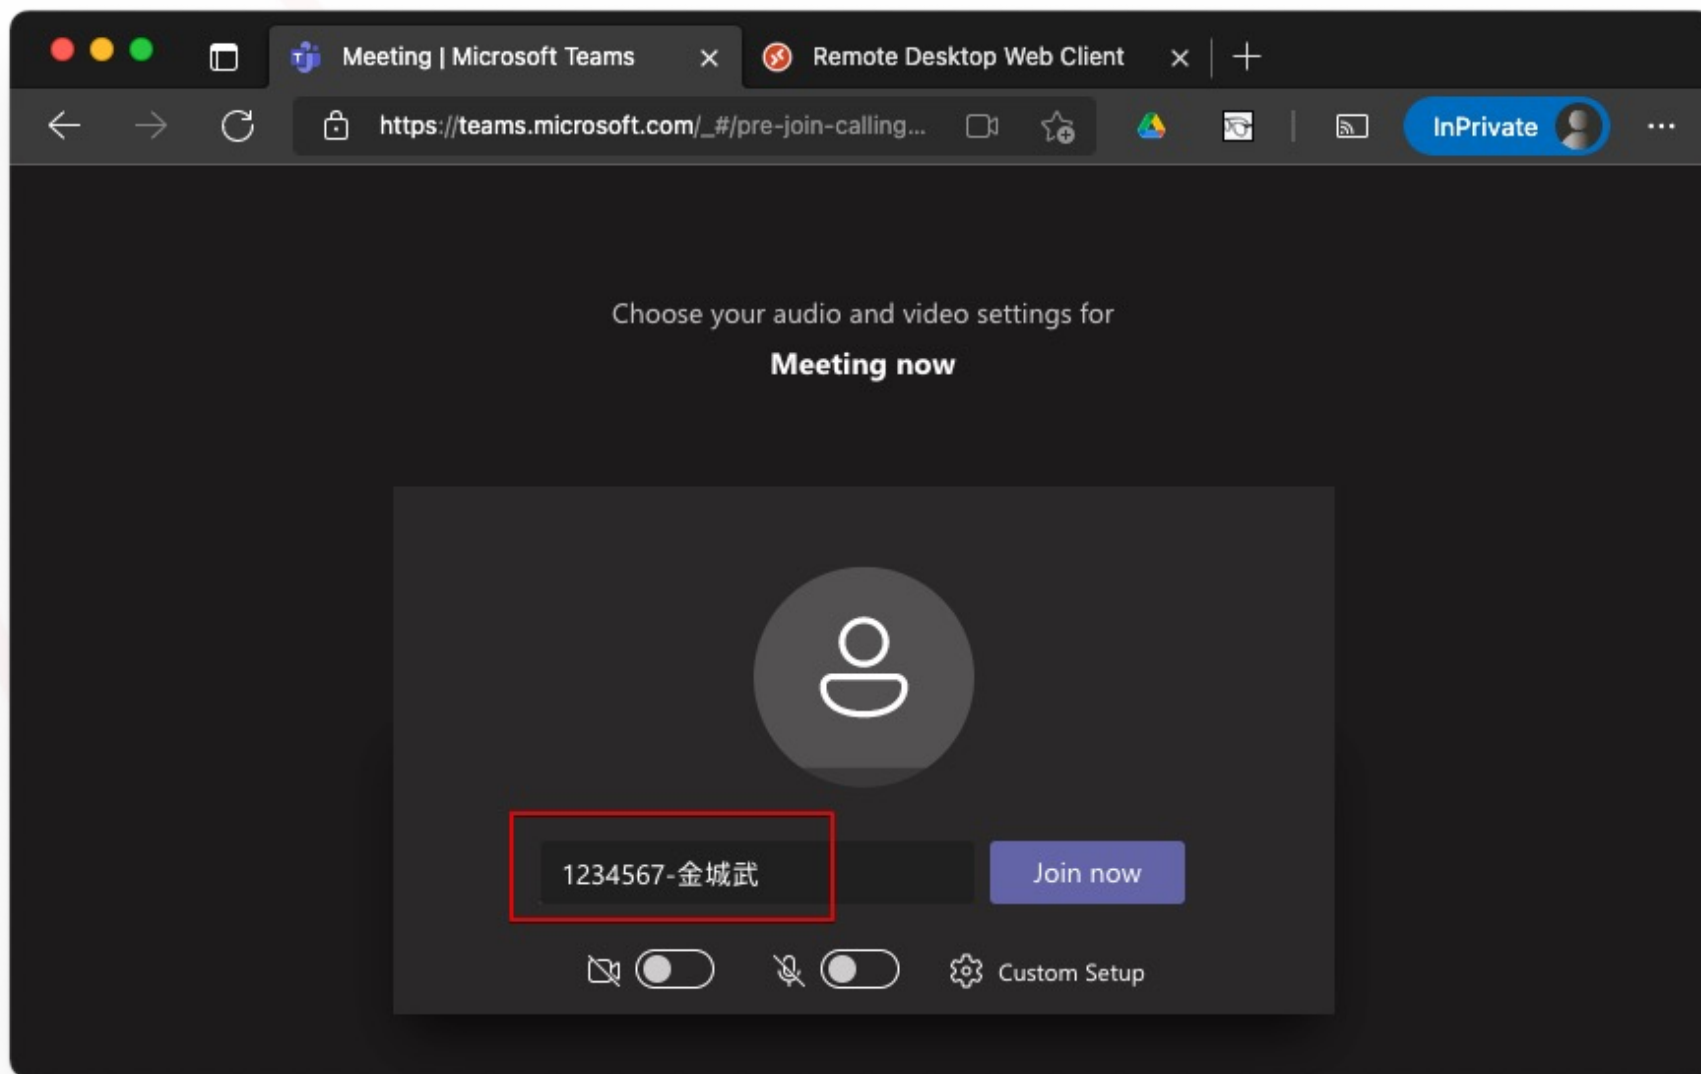 Meeting | Microsoft Teams
Remote Desktop Web Client
https://teams.microsoft.com/_#/pre-join-calling...
InPrivate
Choose your audio and video settings for
Meeting now
1234567-金城武
Join now
Custom Setup